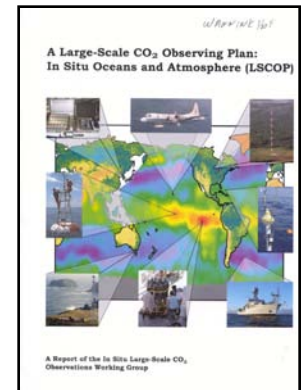 A Large-Scale CO₂ Observing Plan:
In Situ Oceans and Atmosphere (LSCOP)
A Report of the In Situ Large-Scale CO₂
Observations Working Group